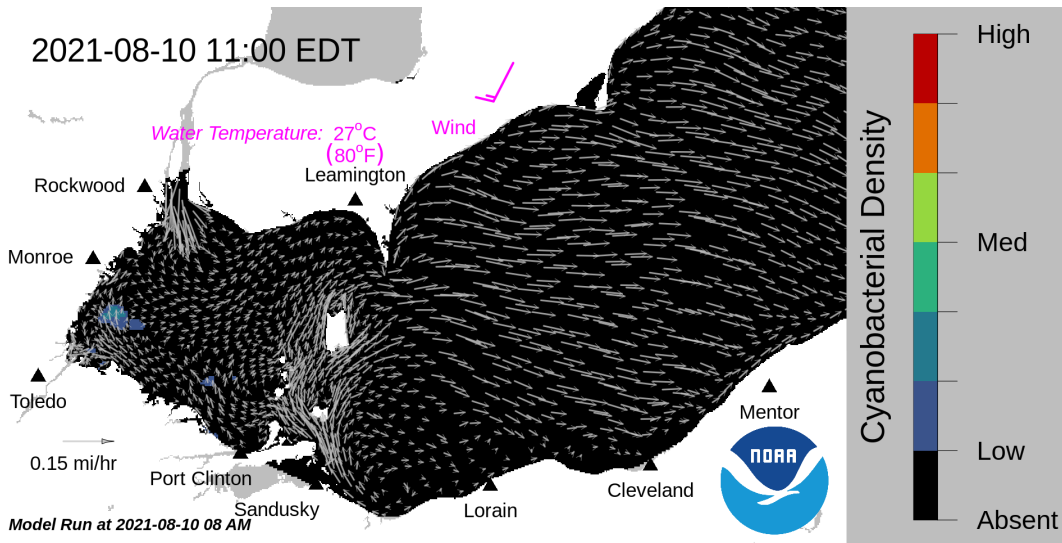 2021-08-10 11:00 EDT
Water Temperature: 27°C
(80°F)
Wind
Leamington
Rockwood
Monroe
Toledo
0.15 mi/hr
Port Clinton
Sandusky
Lorain
Cleveland
Mentor
NOAA
Model Run at 2021-08-10 08 AM
Cyanobacterial Density
High
Med
Low
Absent